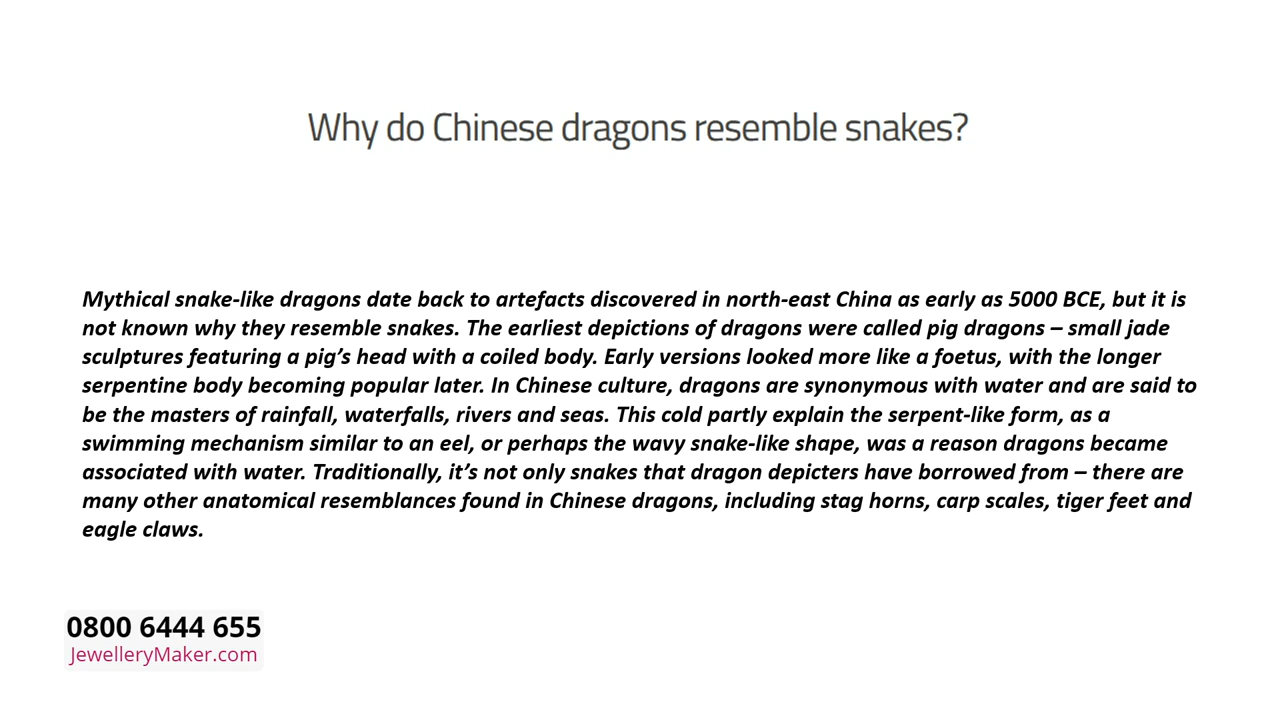 Why do Chinese dragons resemble snakes?
Mythical snake-like dragons date back to artefacts discovered in north-east China as early as 5000 BCE, but it is
not known why they resemble snakes. The earliest depictions of dragons were called pig dragons – small jade
sculptures featuring a pig’s head with a coiled body. Early versions looked more like a foetus, with the longer
serpentine body becoming popular later. In Chinese culture, dragons are synonymous with water and are said to
be the masters of rainfall, waterfalls, rivers and seas. This cold partly explain the serpent-like form, as a
swimming mechanism similar to an eel, or perhaps the wavy snake-like shape, was a reason dragons became
associated with water. Traditionally, it’s not only snakes that dragon depicters have borrowed from – there are
many other anatomical resemblances found in Chinese dragons, including stag horns, carp scales, tiger feet and
eagle claws.
0800 6444 655
JewelleryMaker.com